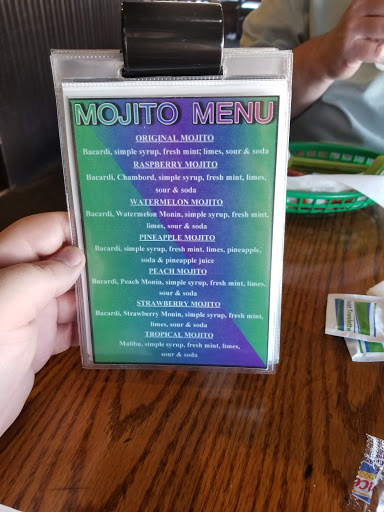 MOJITO MENU
ORIGINAL MOJITO
Bacardi, simple syrup, fresh mint; limes, sour & soda
RASPBERRY MOJITO
Bacardi, Chambord, simple syrup, fresh mint, limes,
sour & soda
WATERMELON MOJITO
Bacardi, Watermelon Monin, simple syrup, fresh mint,
limes, sour & soda
PINEAPPLE MOJITO
Bacardi, simple syrup, fresh mint, limes, pineapple,
soda & pineapple juice
PEACH MOJITO
Bacardi, Peach Monin, simple syrup, fresh mint, limes,
sour & soda
STRAWBERRY MOJITO
Bacardi, Strawberry Monin, simple syrup, fresh mint,
limes, sour & soda
TROPICAL MOJITO
Malibu, simple syrup, fresh mint, limes,
sour & soda